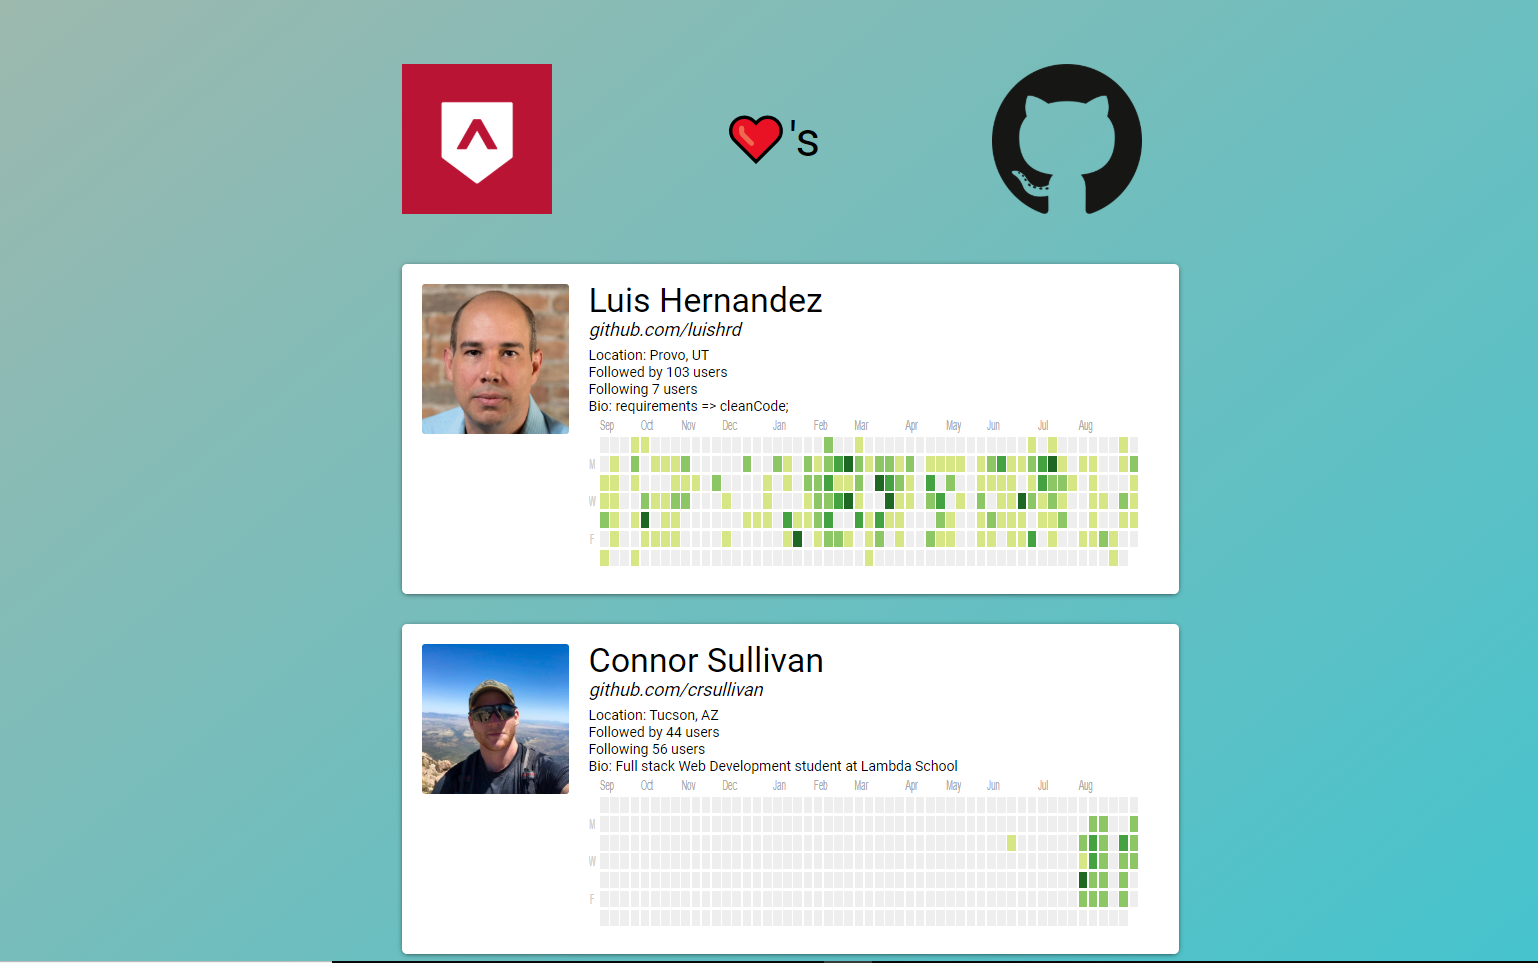 's
Luis Hernandez
github.com/luishrd
Location: Provo, UT
Followed by 103 users
Following 7 users
Bio: requirements => cleanCode;
Sep Oct Nov Dec Jan Feb Mar Apr May Jun Jul Aug
M
W
F
Connor Sullivan
github.com/crsullivan
Location: Tucson, AZ
Followed by 44 users
Following 56 users
Bio: Full stack Web Development student at Lambda School
Sep Oct Nov Dec Jan Feb Mar Apr May Jun Jul Aug
M
W
F